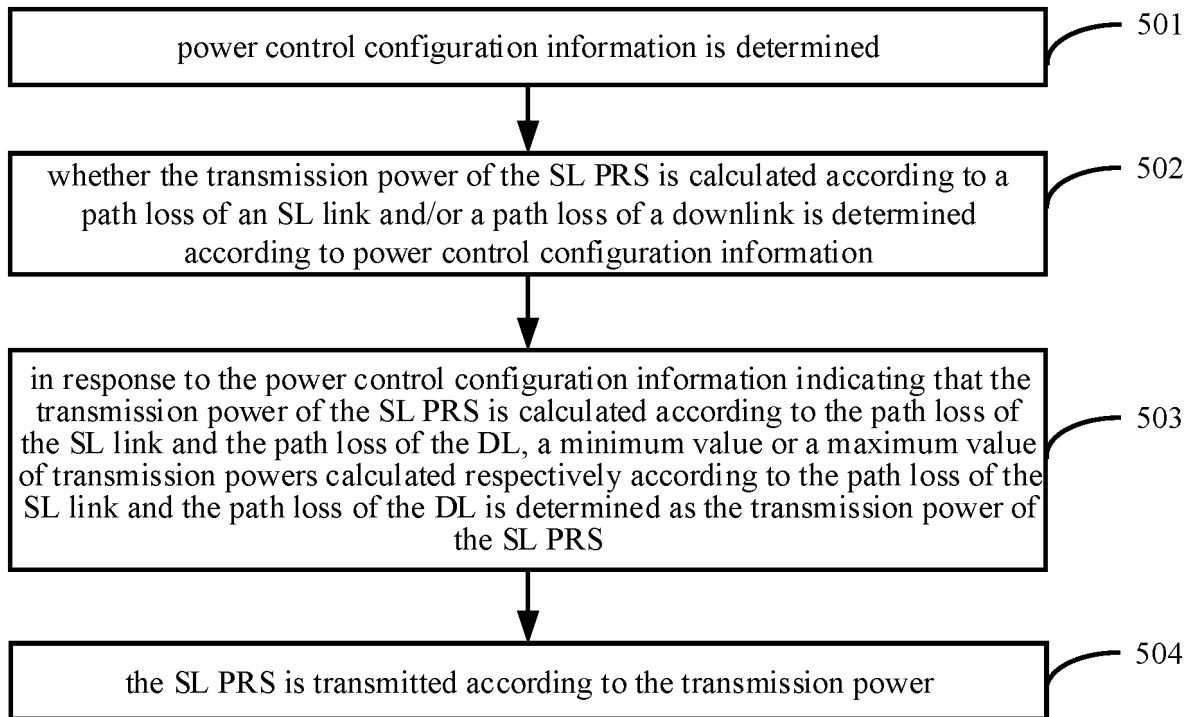 power control configuration information is determined
501
whether the transmission power of the SL PRS is calculated according to a
path loss of an SL link and/or a path loss of a downlink is determined
according to power control configuration information
502
in response to the power control configuration information indicating that the
transmission power of the SL PRS is calculated according to the path loss of
the SL link and the path loss of the DL, a minimum value or a maximum value
of transmission powers calculated respectively according to the path loss of the
SL link and the path loss of the DL is determined as the transmission power of
the SL PRS
503
the SL PRS is transmitted according to the transmission power
504